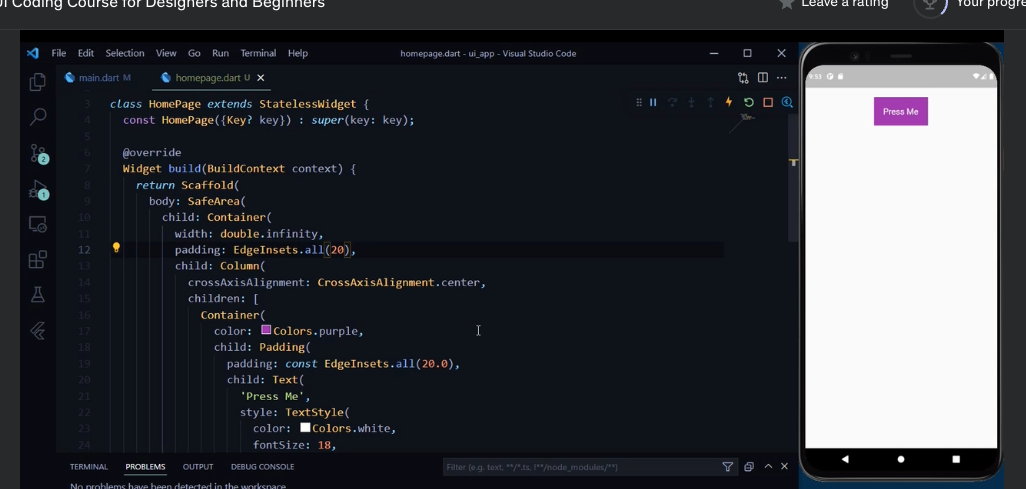 UI Coding Course for Designers and Beginners
Leave a rating
Your progre
File Edit Selection View Go Run Terminal Help
homepage.dart - ui_app - Visual Studio Code
main.dart M
homepage.dart U
3 class HomePage extends StatelessWidget {
4 const HomePage({Key? key}) : super(key: key);
5
6 @override
7 Widget build(BuildContext context) {
8 return Scaffold(
9 body: SafeArea(
10 child: Container(
11 width: double.infinity,
12 padding: EdgeInsets.all(20),
13 child: Column(
14 crossAxisAlignment: CrossAxisAlignment.center,
15 children: [
16 Container(
17 color: Colors.purple,
18 child: Padding(
19 padding: const EdgeInsets.all(20.0),
20 child: Text(
21 'Press Me',
22 style: TextStyle(
23 color: Colors.white,
24 fontSize: 18,
2
1
TERMINAL PROBLEMS OUTPUT DEBUG CONSOLE
Filter (e.g. text, **/*.ts, !**/node_modules/**)
No problems have been detected in the workspace
Press Me